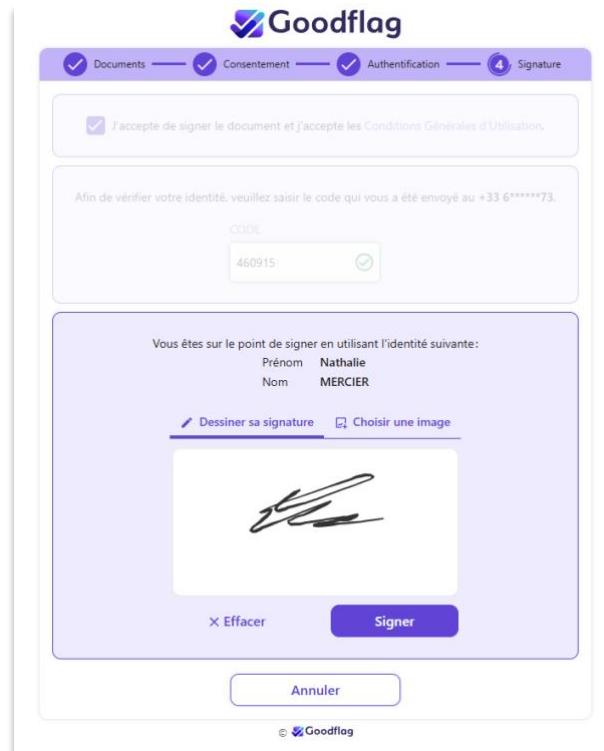 Goodflag
Documents Consentement Authentification 4 Signature
J'accepte de signer le document et j'accepte les Conditions Générales d'Utilisation.
Afin de vérifier votre identité, veuillez saisir le code qui vous a été envoyé au +33 6******73.
CODE
460915
Vous êtes sur le point de signer en utilisant l'identité suivante :
Prénom Nathalie
Nom MERCIER
Dessiner sa signature Choisir une image
Effacer Signer
Annuler
© Goodflag